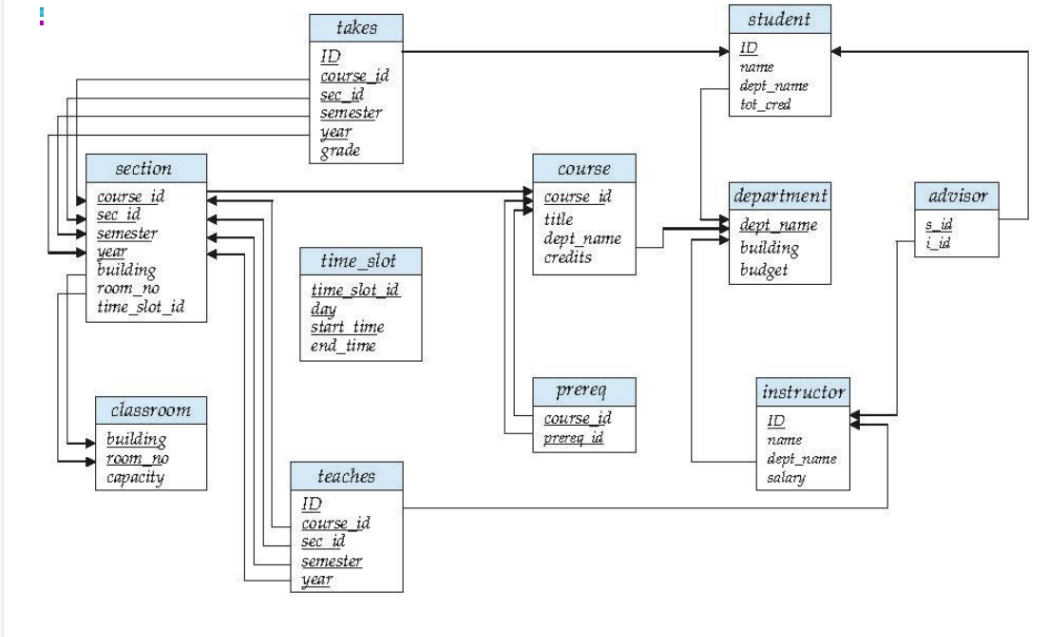 takes
ID
course_id
sec_id
semester
year
grade
student
ID
name
dept_name
tot_cred
section
course_id
sec_id
semester
year
building
room_no
time_slot_id
course
course_id
title
dept_name
credits
department
dept_name
building
budget
advisor
s_id
i_id
time_slot
time_slot_id
day
start_time
end_time
prereq
course_id
prereq_id
instructor
ID
name
dept_name
salary
classroom
building
room_no
capacity
teaches
ID
course_id
sec_id
semester
year